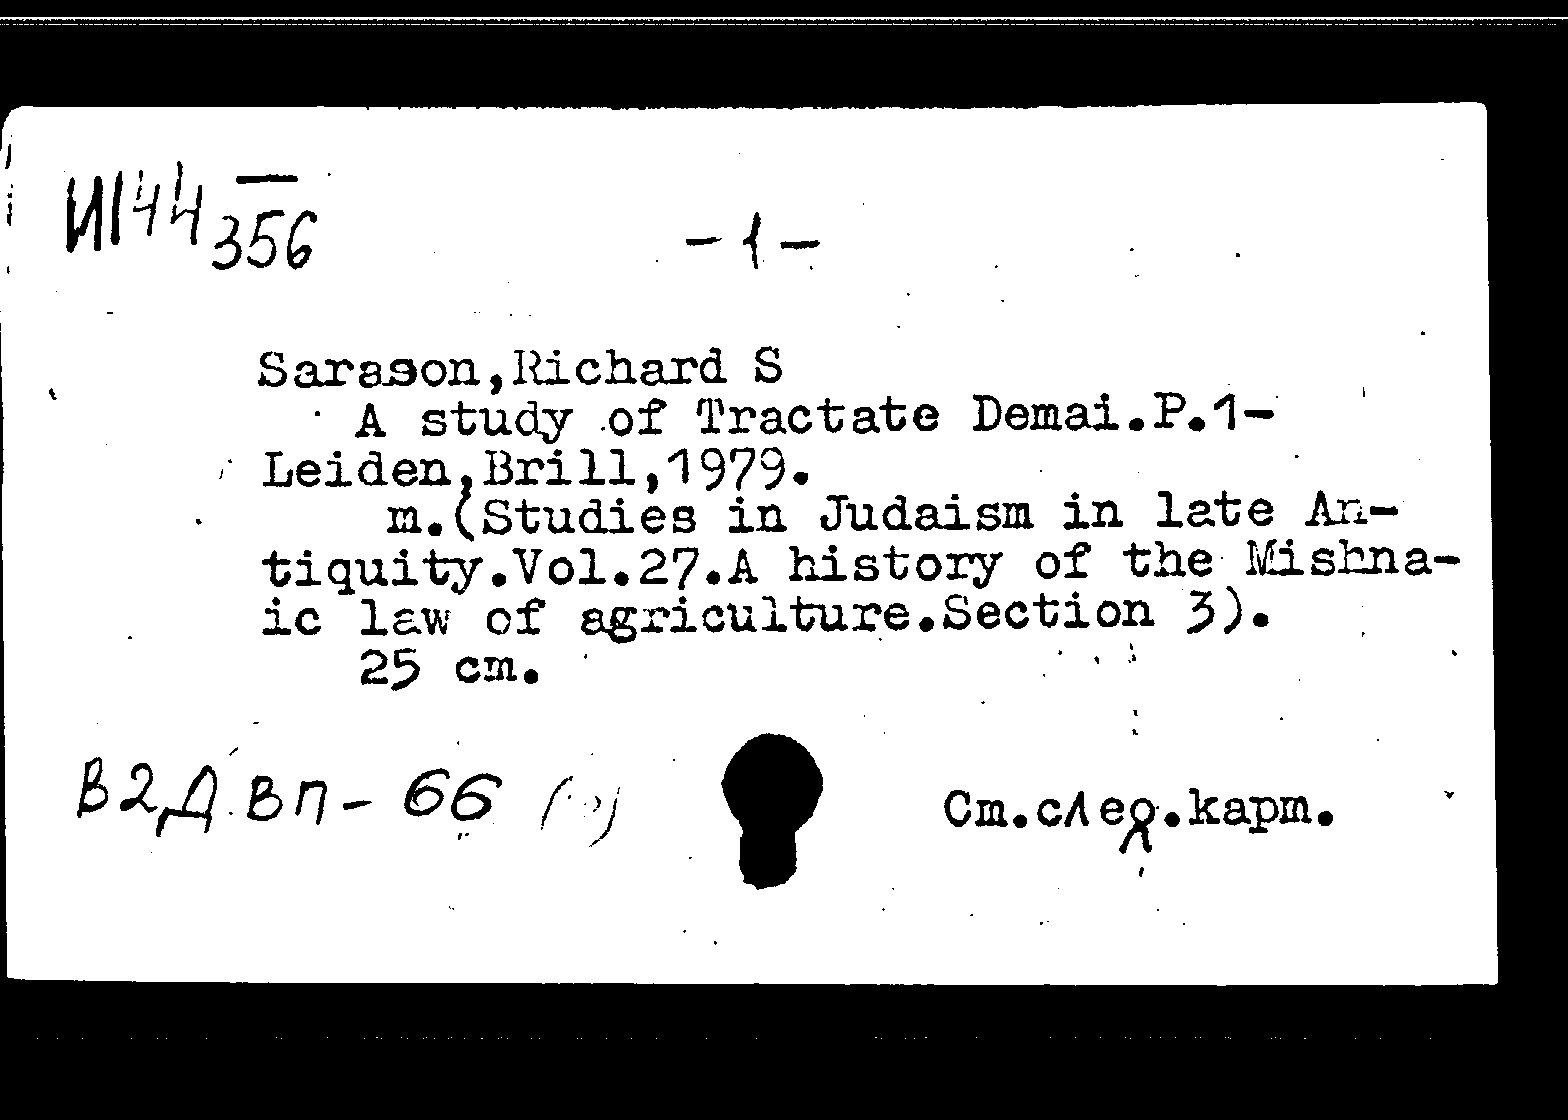 И144 —
356
- 1 -
Sarason,Richard S
A study of Tractate Demai.P.1-
Leiden,Brill,1979.
m.(Studies in Judaism in late An-
tiquity.Vol.27.A history of the Mishna-
ic law of agriculture.Section 3).
25 cm.
В2Д ВП-66
Ст.след.карт.